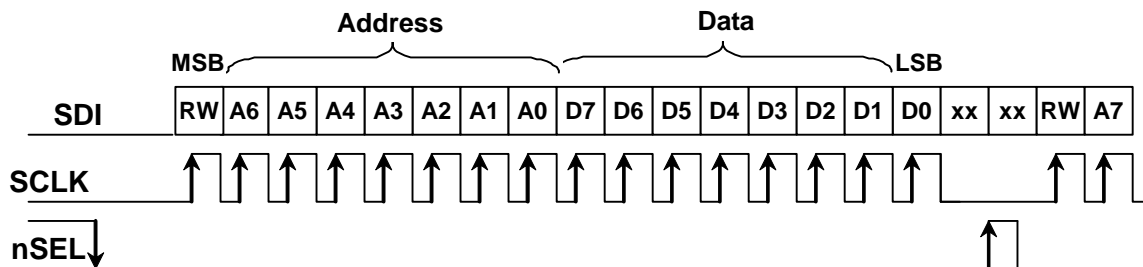 Address Data
MSB LSB
SDI RW A6 A5 A4 A3 A2 A1 A0 D7 D6 D5 D4 D3 D2 D1 D0 xx xx RW A7
SCLK
nSEL